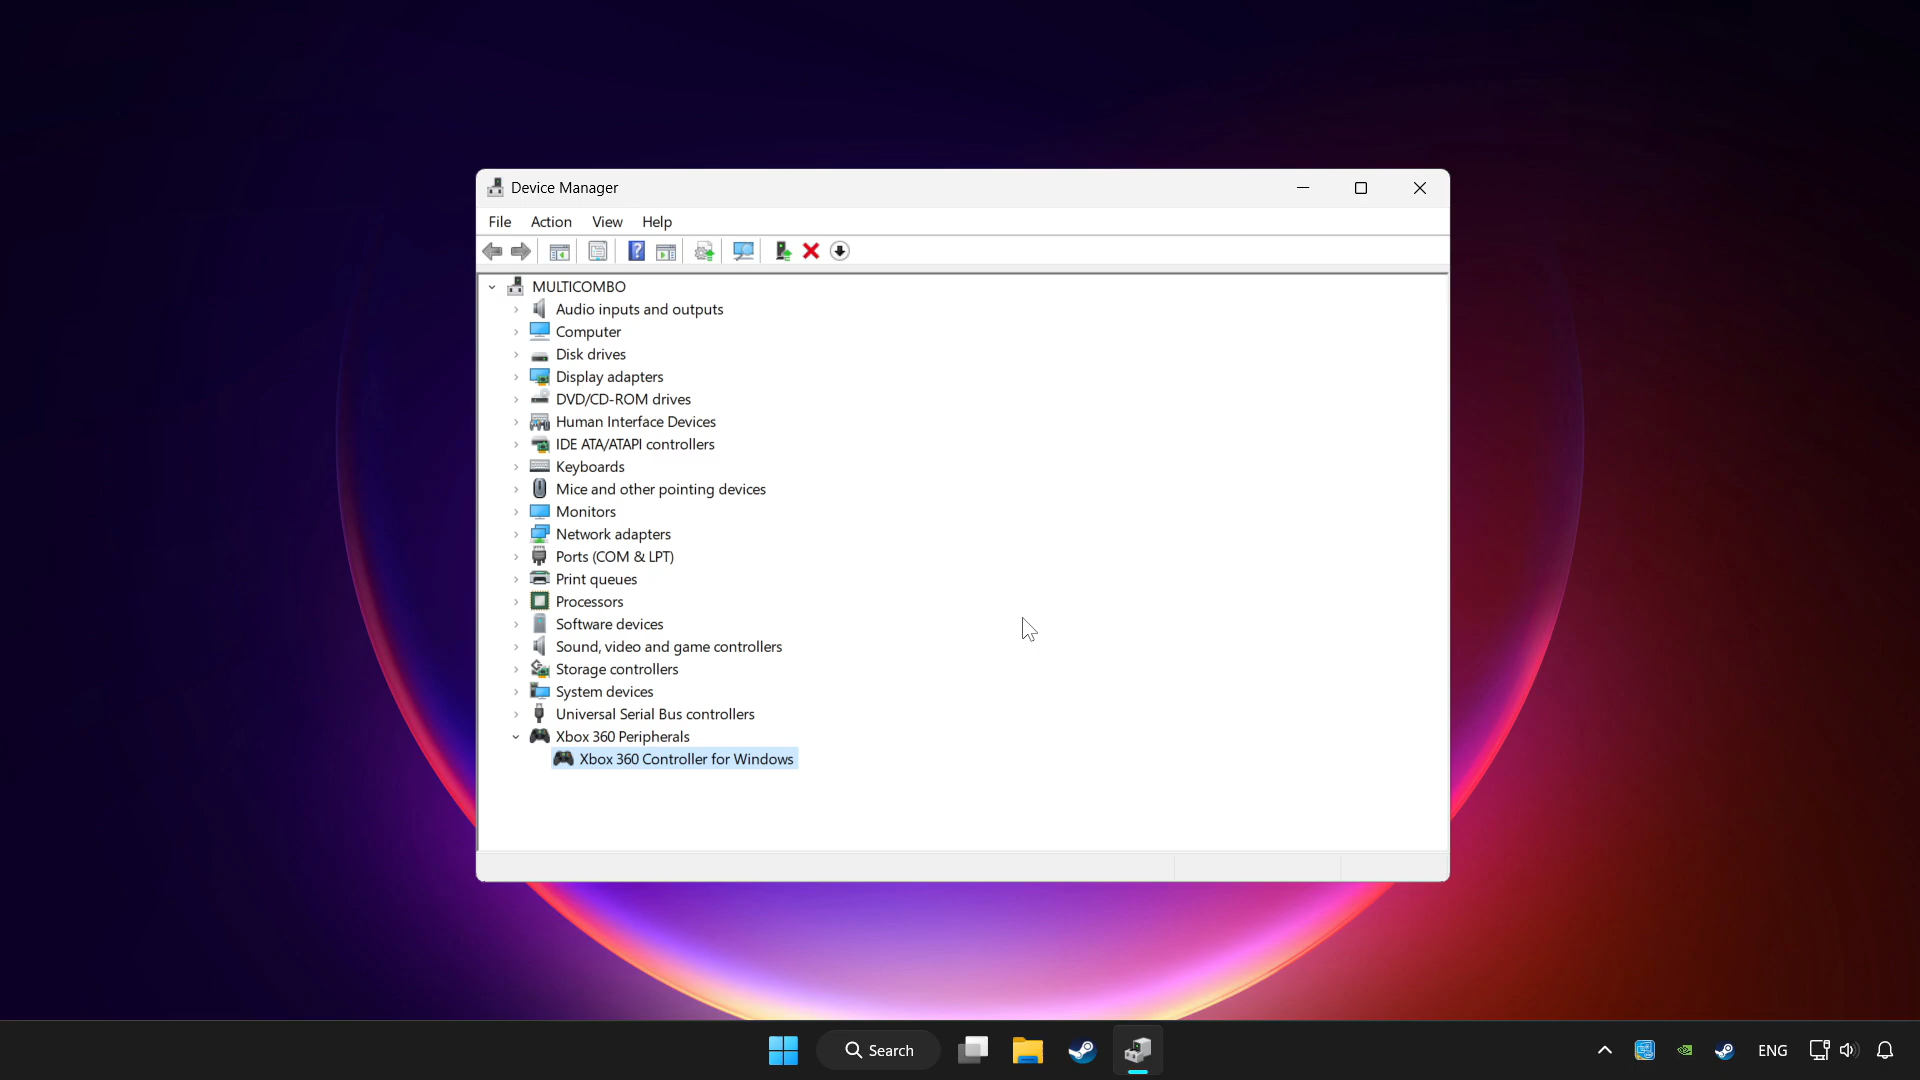 Device Manager
File Action View Help
MULTICOMBO
Audio inputs and outputs
Computer
Disk drives
Display adapters
DVD/CD-ROM drives
Human Interface Devices
IDE ATA/ATAPI controllers
Keyboards
Mice and other pointing devices
Monitors
Network adapters
Ports (COM & LPT)
Print queues
Processors
Software devices
Sound, video and game controllers
Storage controllers
System devices
Universal Serial Bus controllers
Xbox 360 Peripherals
Xbox 360 Controller for Windows
Search
ENG